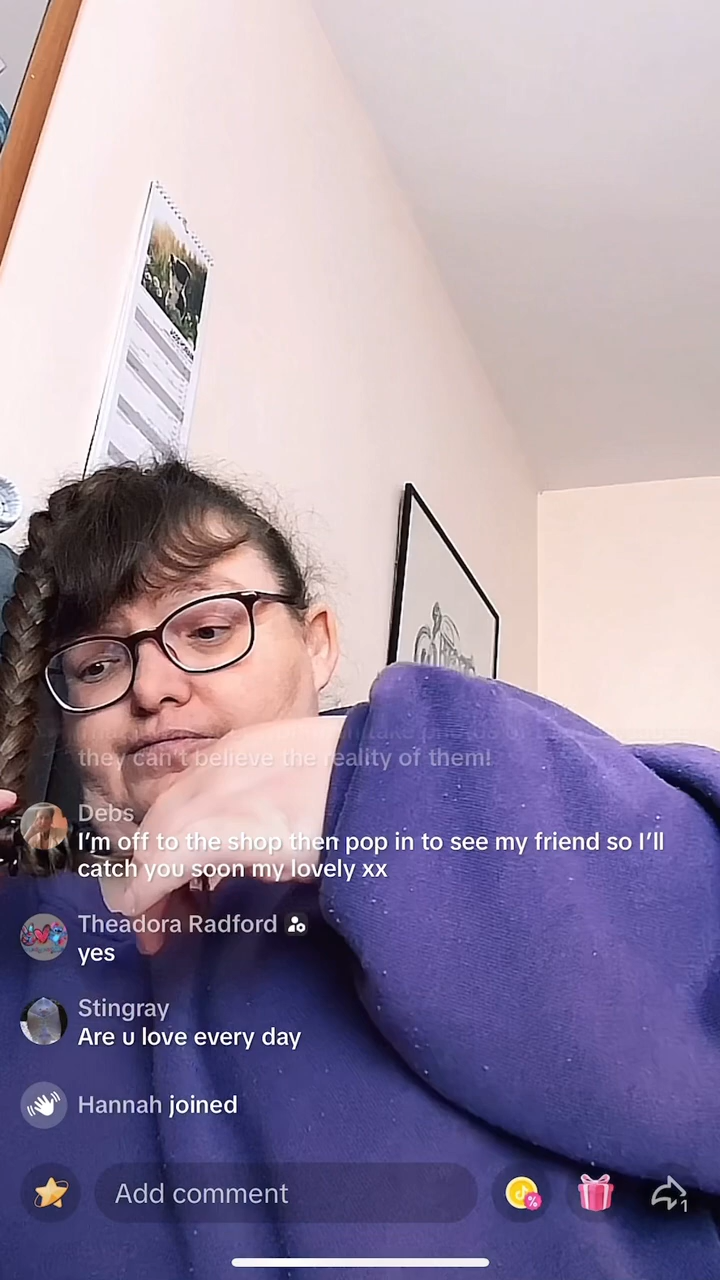 they can't believe the reality of them!
Debs
I'm off to the shop then pop in to see my friend so I'll
catch you soon my lovely xx
Theadora Radford
yes
Stingray
Are u love every day
Hannah joined
Add comment
1